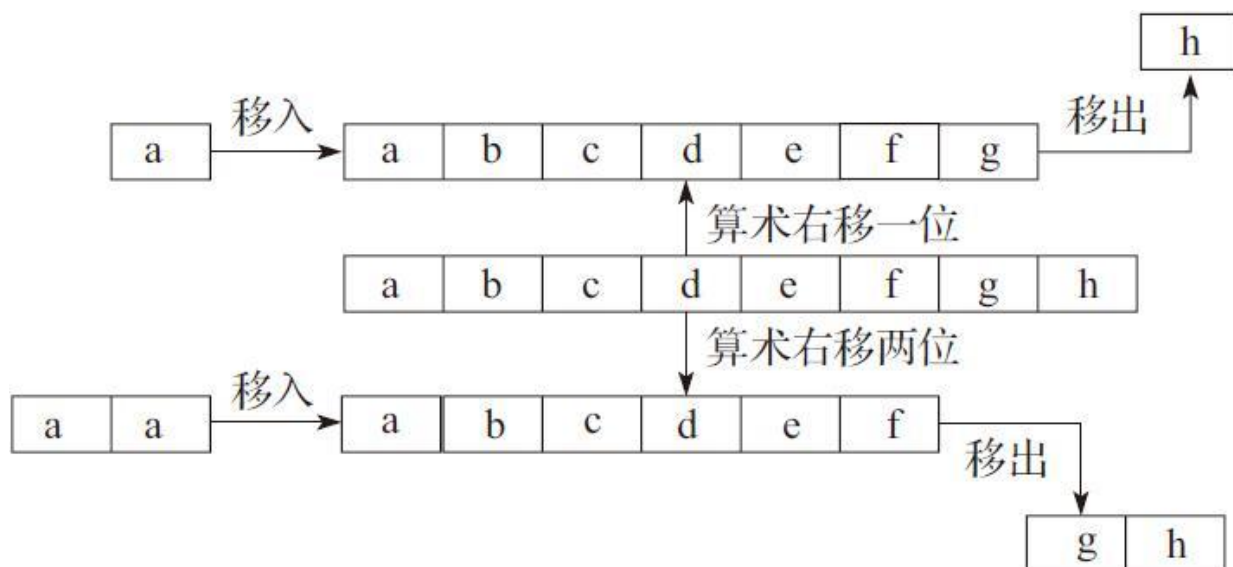 h
移入 移出
a a b c d e f g
算术右移一位
a b c d e f g h
算术右移两位
移入
a a a b c d e f
移出
g h